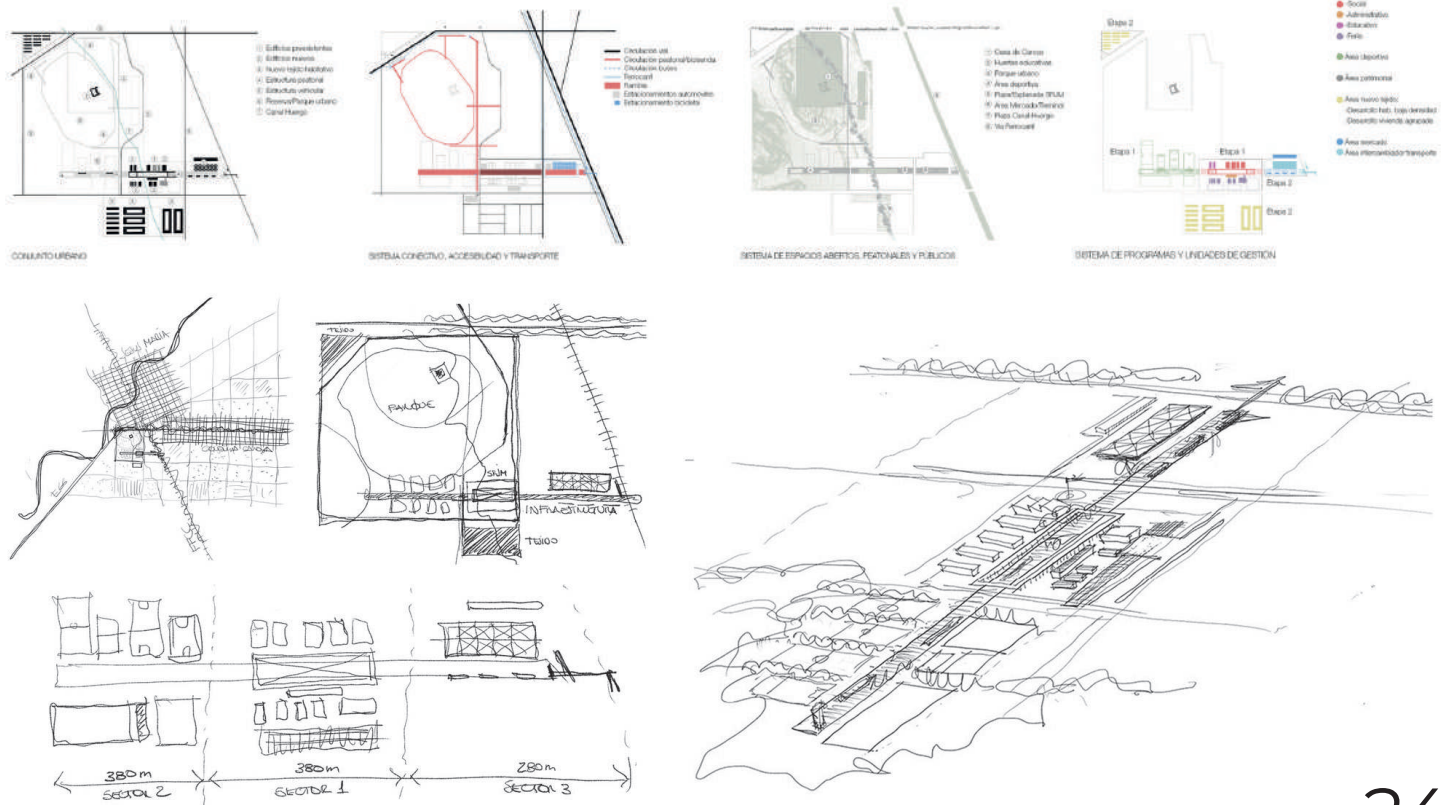 Edificios preexistentes
Edificios nuevos
Nuevo tejido habitativo
Estructura peatonal
Estructura vehicular
Reserva/Parque urbano
Canal Huergo
CONJUNTO URBANO
Circulación vial
Circulación peatonal/bicisenda
Circulación buses
Ferrocarril
Rambla
Estacionamientos automóviles
Estacionamiento bicicleta
SISTEMA CONECTIVO, ACCESIBILIDAD Y TRANSPORTE
Casa de Campo
Huertas educativas
Parque urbano
Área deportiva
Plaza/Explanada SRJM
Área Mercado/Terminal
Plaza Canal Huergo
Vía Ferrocarril
SISTEMA DE ESPACIOS ABIERTOS, PEATONALES Y PÚBLICOS
Etapa 2
Etapa 1
Etapa 1
Etapa 2
Etapa 3
-Social
-Administrativo
-Educativo
-Feria
Área deportiva
Área patrimonial
Área nuevo tejido:
-Desarrollo hab. baja densidad
-Desarrollo vivienda agrupada
Área mercado
Área intercambiador transporte
SISTEMA DE PROGRAMAS Y UNIDADES DE GESTIÓN
TEJIDO
PARQUE
SRJM
INFRAESTRUCTURA
TEJIDO
380m
SECTOR 2
380m
SECTOR 1
280m
SECTOR 3